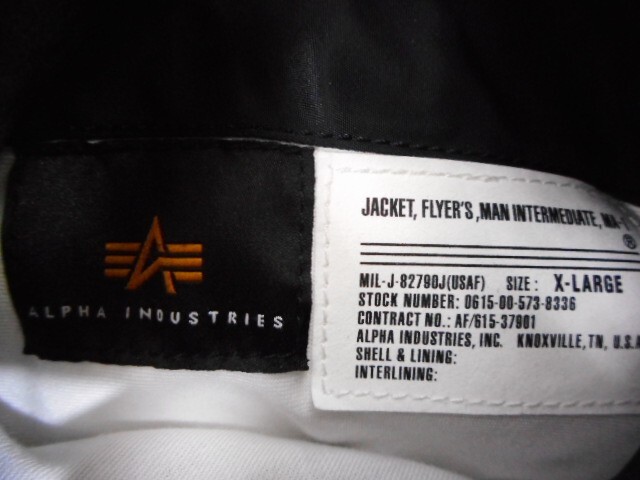 ALPHA INDUSTRIES
JACKET, FLYER'S, MAN INTERMEDIATE,
®
MIL-J-82790J(USAF) SIZE: X-LARGE
STOCK NUMBER: 0615-00-573-8336
CONTRACT NO.: AF/615-37901
ALPHA INDUSTRIES, INC. KNOXVILLE, TN, U.S.
SHELL & LINING:
INTERLINING: